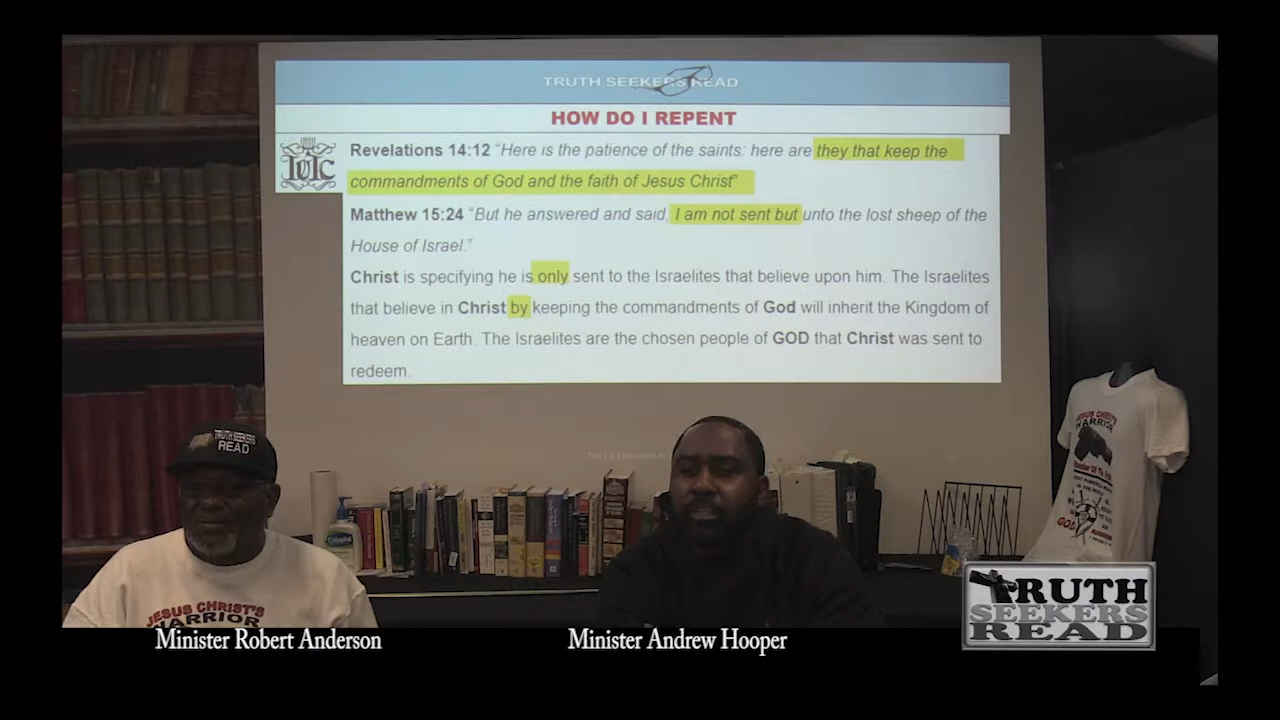 TRUTH SEEKERS READ
HOW DO I REPENT
IUIC
Revelations 14:12 “Here is the patience of the saints: here are they that keep the
commandments of God and the faith of Jesus Christ”
Matthew 15:24 “But he answered and said, I am not sent but unto the lost sheep of the
House of Israel.”
Christ is specifying he is only sent to the Israelites that believe upon him. The Israelites
that believe in Christ by keeping the commandments of God will inherit the Kingdom of
heaven on Earth. The Israelites are the chosen people of GOD that Christ was sent to
redeem.
TRUTH SEEKERS
READ
JESUS CHRIST'S
WARRIOR
Cetaphil
JESUS CHRIST'S
WARRIOR
GOD
TRUTH
SEEKERS
READ
Minister Robert Anderson
Minister Andrew Hooper